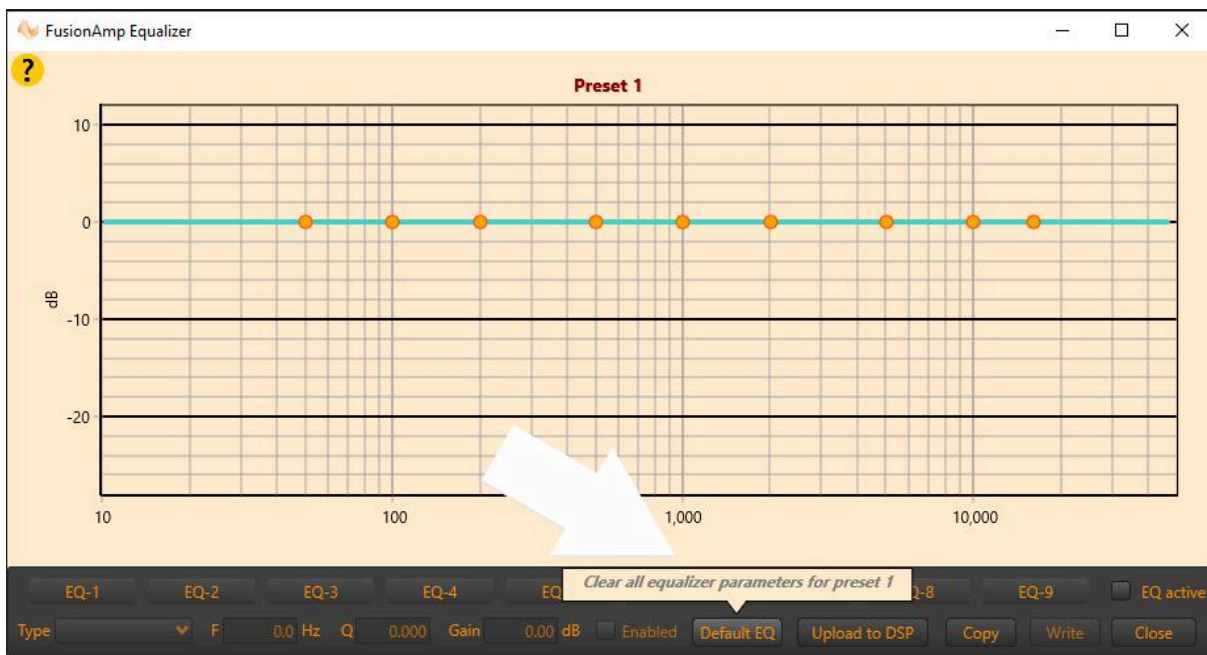 FusionAmp Equalizer
?
Preset 1
10
0
dB
-10
-20
10 100 1,000 10,000
Clear all equalizer parameters for preset 1
EQ-1 EQ-2 EQ-3 EQ-4 EQ Q-8 EQ-9 EQ active
Type F 0.0 Hz Q 0.000 Gain 0.00 dB Enabled Default EQ Upload to DSP Copy Write Close